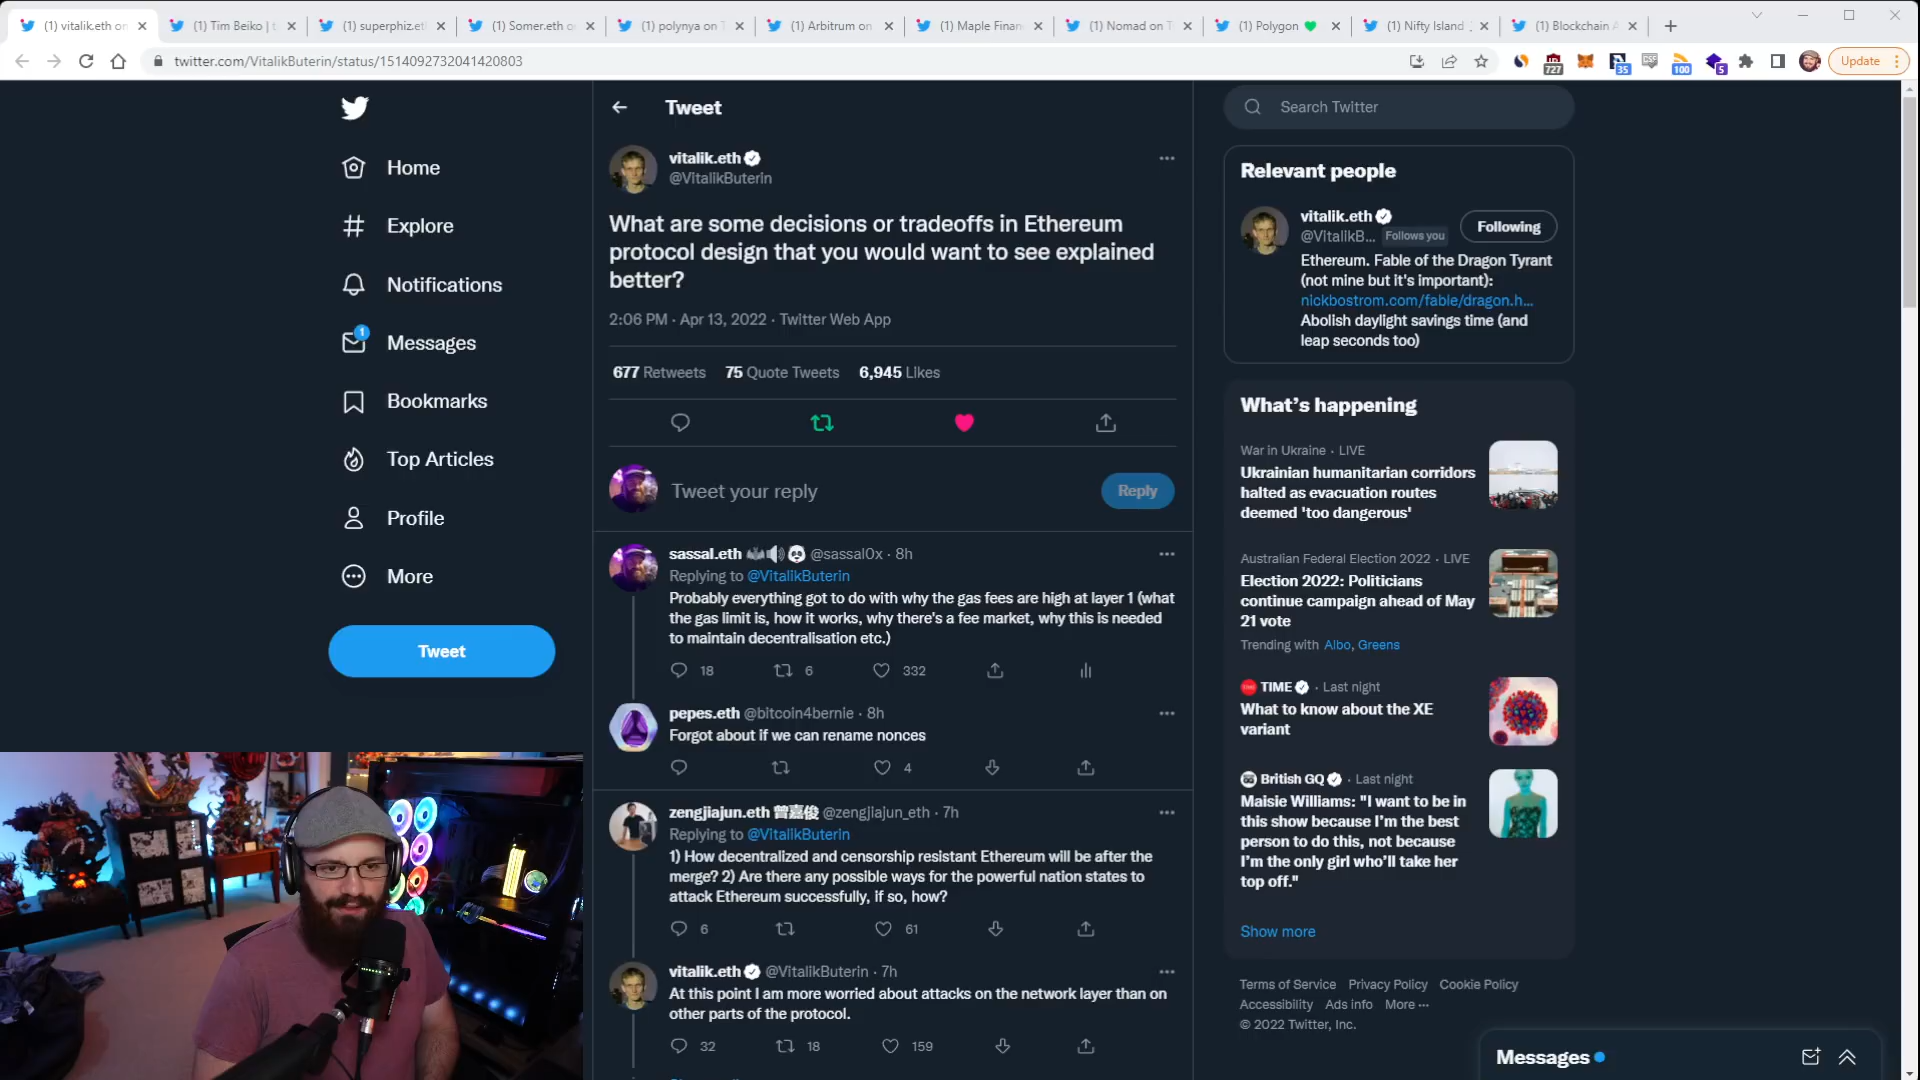 (1) vitalik.eth on
(1) Tim Beiko | t
(1) superphiz.et
(1) Somer.eth o
(1) polynya on T
(1) Arbitrum on
(1) Maple Finan
(1) Nomad on T
(1) Polygon
(1) Nifty Island
(1) Blockchain A
twitter.com/VitalikButerin/status/1514092732041420803
727
35
100
5
Update
Tweet
Search Twitter
Home
Explore
Notifications
1
Messages
Bookmarks
Top Articles
Profile
More
Tweet
vitalik.eth
@VitalikButerin
What are some decisions or tradeoffs in Ethereum
protocol design that you would want to see explained
better?
2:06 PM · Apr 13, 2022 · Twitter Web App
677 Retweets 75 Quote Tweets 6,945 Likes
Tweet your reply
Reply
sassal.eth @sassal0x · 8h
Replying to @VitalikButerin
Probably everything got to do with why the gas fees are high at layer 1 (what
the gas limit is, how it works, why there's a fee market, why this is needed
to maintain decentralisation etc.)
18 6 332
pepes.eth @bitcoin4bernie · 8h
Forgot about if we can rename nonces
4
zengjiajun.eth 曾嘉俊 @zengjiajun_eth · 7h
Replying to @VitalikButerin
1) How decentralized and censorship resistant Ethereum will be after the
merge? 2) Are there any possible ways for the powerful nation states to
attack Ethereum successfully, if so, how?
6 61
vitalik.eth @VitalikButerin · 7h
At this point I am more worried about attacks on the network layer than on
other parts of the protocol.
32 18 159
Relevant people
vitalik.eth
@VitalikB... Follows you
Following
Ethereum. Fable of the Dragon Tyrant
(not mine but it's important):
nickbostrom.com/fable/dragon.h...
Abolish daylight savings time (and
leap seconds too)
What's happening
War in Ukraine · LIVE
Ukrainian humanitarian corridors
halted as evacuation routes
deemed 'too dangerous'
Australian Federal Election 2022 · LIVE
Election 2022: Politicians
continue campaign ahead of May
21 vote
Trending with Albo, Greens
TIME · Last night
What to know about the XE
variant
British GQ · Last night
Maisie Williams: "I want to be in
this show because I'm the best
person to do this, not because
I'm the only girl who'll take her
top off."
Show more
Terms of Service Privacy Policy Cookie Policy
Accessibility Ads info More ···
© 2022 Twitter, Inc.
Messages